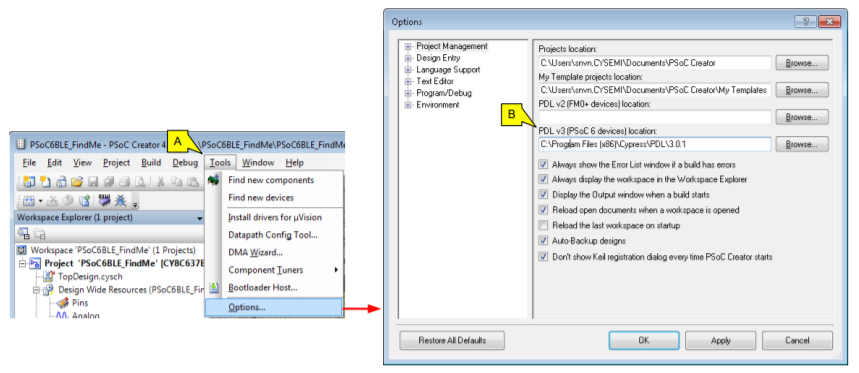 PSoC6BLE_FindMe - PSoC Creator 4
\PSoC6BLE_FindMe\PSoC6BLE_FindMe
A
File Edit View Project Build Debug Tools Window Help
Find new components
Find new devices
Install drivers for µVision
Datapath Config Tool...
DMA Wizard...
Component Tuners
Bootloader Host...
Options...
Workspace Explorer (1 project)
Workspace 'PSoC6BLE_FindMe' (1 Projects)
Project 'PSoC6BLE_FindMe' [CY8C637B
TopDesign.cysch
Design Wide Resources (PSoC6BLE_Fin
Pins
Analog
Options
Project Management
Design Entry
Language Support
Text Editor
Program/Debug
Environment
Projects location:
C:\Users\srvn.CYSEMI\Documents\PSoC Creator
Browse...
My Template projects location:
C:\Users\srvn.CYSEMI\Documents\PSoC Creator\My Templates
Browse...
B
PDL v2 (FM0+ devices) location:
Browse...
PDL v3 (PSoC 6 devices) location:
C:\Program Files (x86)\Cypress\PDL\3.0.1
Browse...
Always show the Error List window if a build has errors
Always display the workspace in the Workspace Explorer
Display the Output window when a build starts
Reload open documents when a workspace is opened
Reload the last workspace on startup
Auto-Backup designs
Don't show Keil registration dialog every time PSoC Creator starts
Restore All Defaults
OK
Apply
Cancel